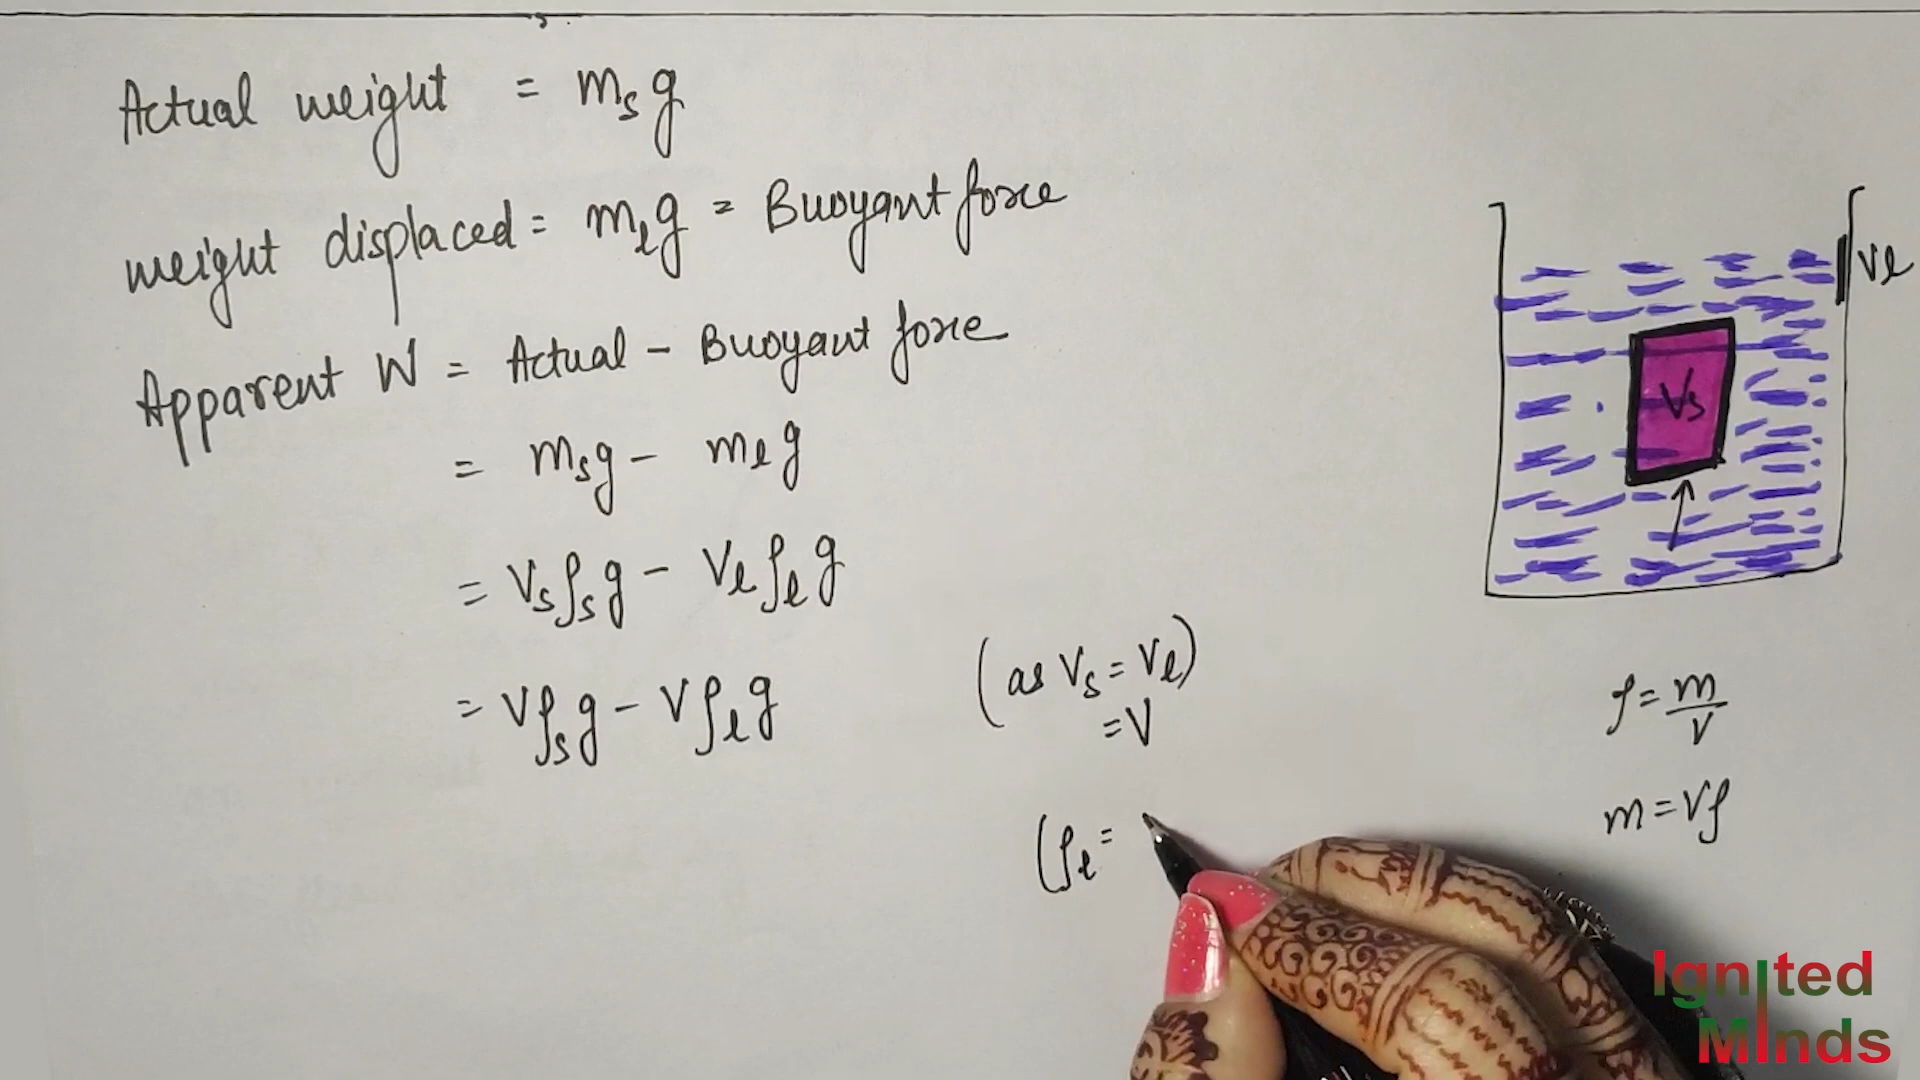 Actual weight = mₛg
weight displaced = mₗg = Buoyant force
Apparent W = Actual - Buoyant force
= mₛg - mₗg
= Vₛρₛg - Vₗρₗg
= Vρₛg - Vρₗg
(as Vₛ = Vₗ)
= V
(ρₗ =
Vl
Vₛ
ρ = m/V
m = Vρ
Ignited
Minds